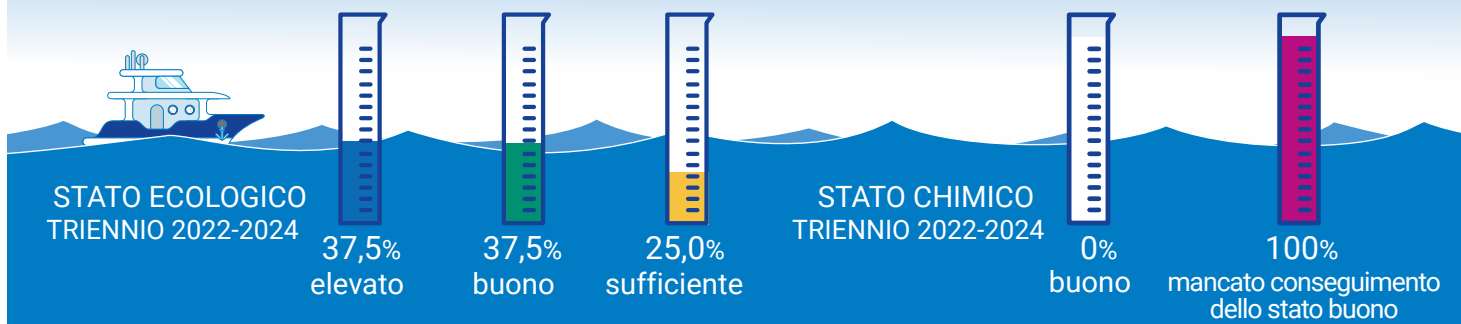 STATO ECOLOGICO
TRIENNIO 2022-2024
37,5%
elevato
37,5%
buono
25,0%
sufficiente
STATO CHIMICO
TRIENNIO 2022-2024
0%
buono
100%
mancato conseguimento
dello stato buono